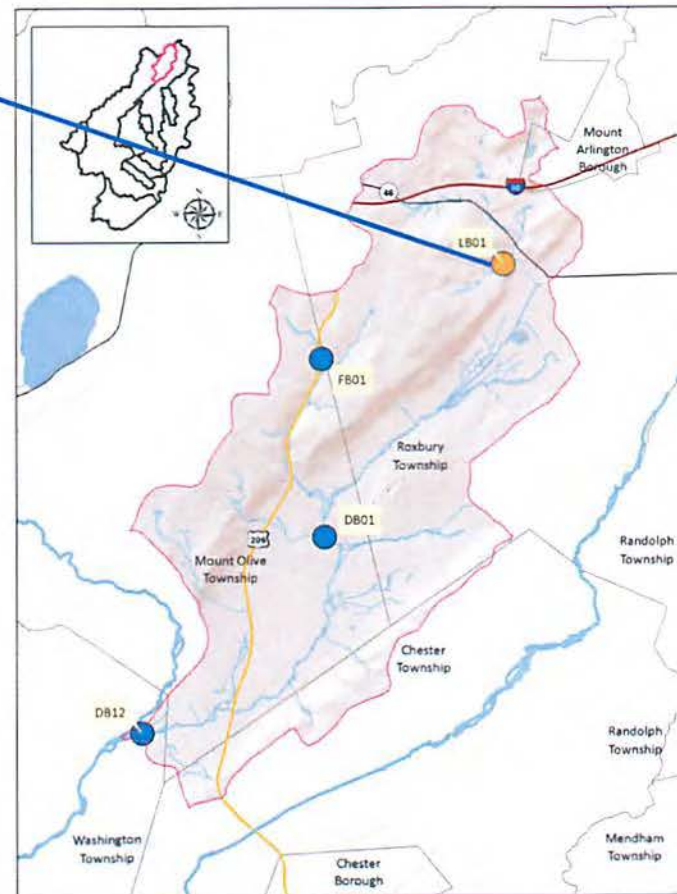 Mount
Arlington
Borough
46
80
LB01
FB01
Roxbury
Township
DB01
209
Mount Olive
Township
Randolph
Township
Chester
Township
DB12
Randolph
Township
Washington
Township
Chester
Borough
Mendham
Township